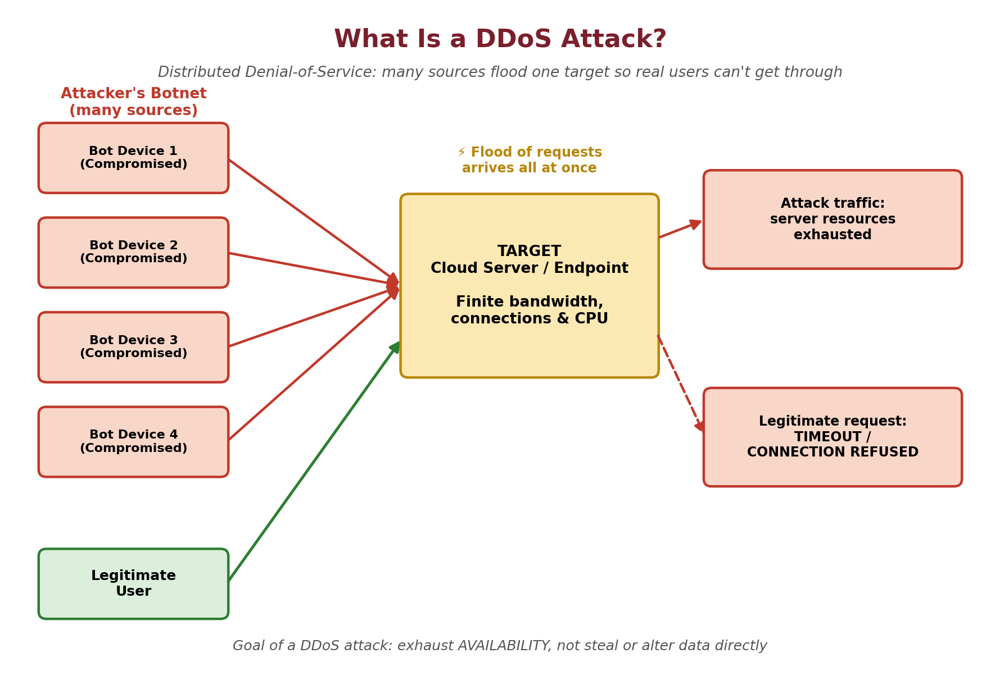 What Is a DDoS Attack?
Distributed Denial-of-Service: many sources flood one target so real users can't get through
Attacker's Botnet
(many sources)
Bot Device 1
(Compromised)
Bot Device 2
(Compromised)
Bot Device 3
(Compromised)
Bot Device 4
(Compromised)
Legitimate
User
⚡ Flood of requests
arrives all at once
TARGET
Cloud Server / Endpoint
Finite bandwidth,
connections & CPU
Attack traffic:
server resources
exhausted
Legitimate request:
TIMEOUT /
CONNECTION REFUSED
Goal of a DDoS attack: exhaust AVAILABILITY, not steal or alter data directly